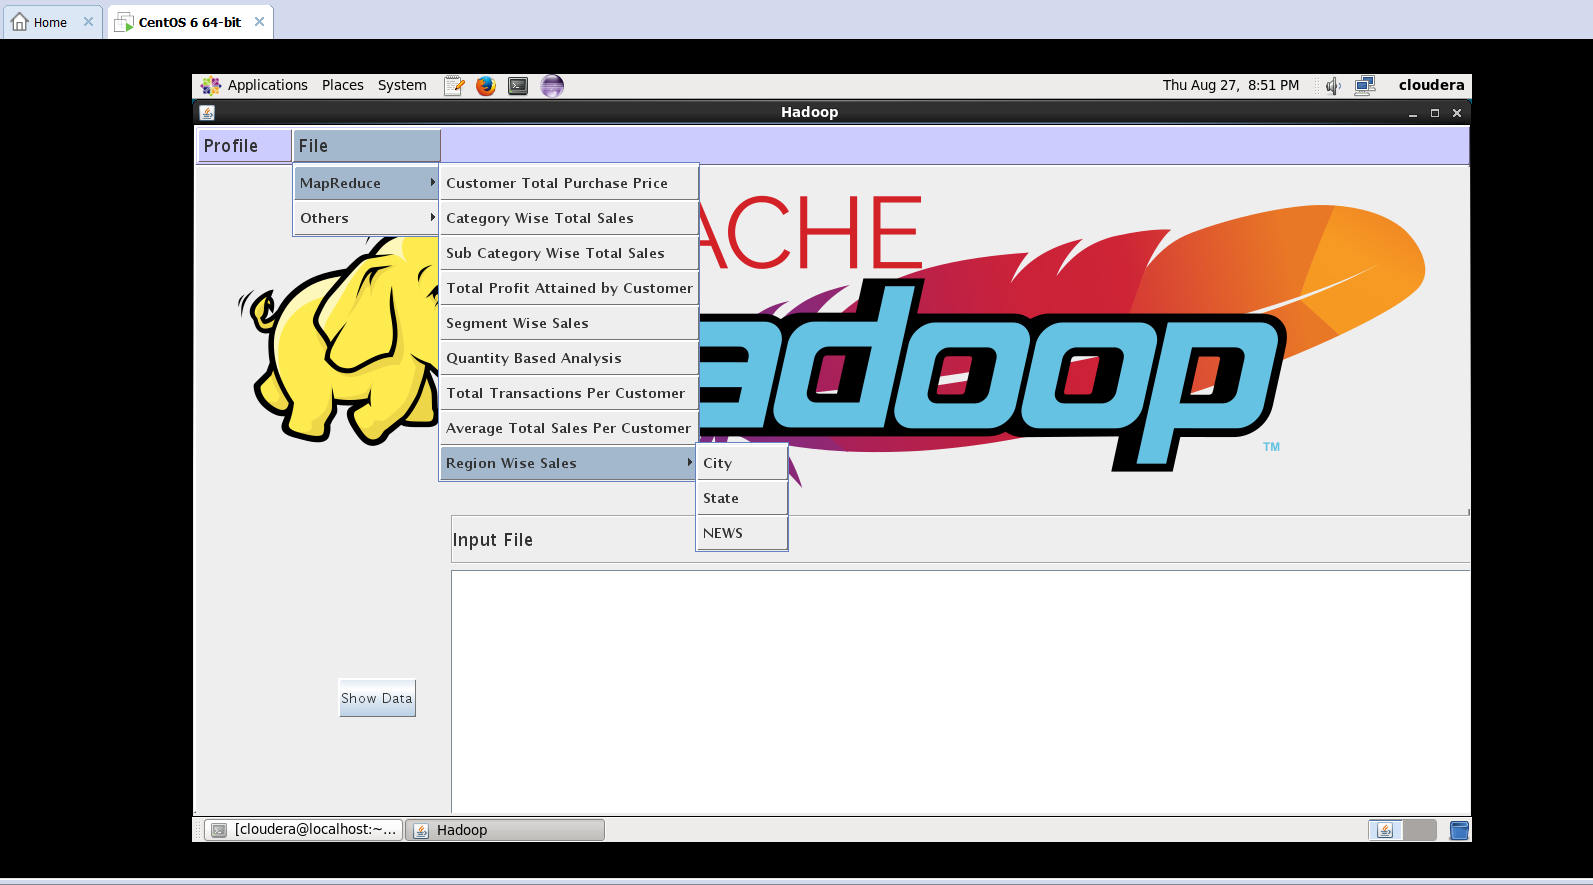 Home
CentOS 6 64-bit
Applications Places System
Thu Aug 27, 8:51 PM
cloudera
Hadoop
Profile
File
MapReduce
Others
Customer Total Purchase Price
Category Wise Total Sales
Sub Category Wise Total Sales
Total Profit Attained by Customer
Segment Wise Sales
Quantity Based Analysis
Total Transactions Per Customer
Average Total Sales Per Customer
Region Wise Sales
City
State
NEWS
ACHE
adoop
TM
Input File
Show Data
[cloudera@localhost:~...
Hadoop